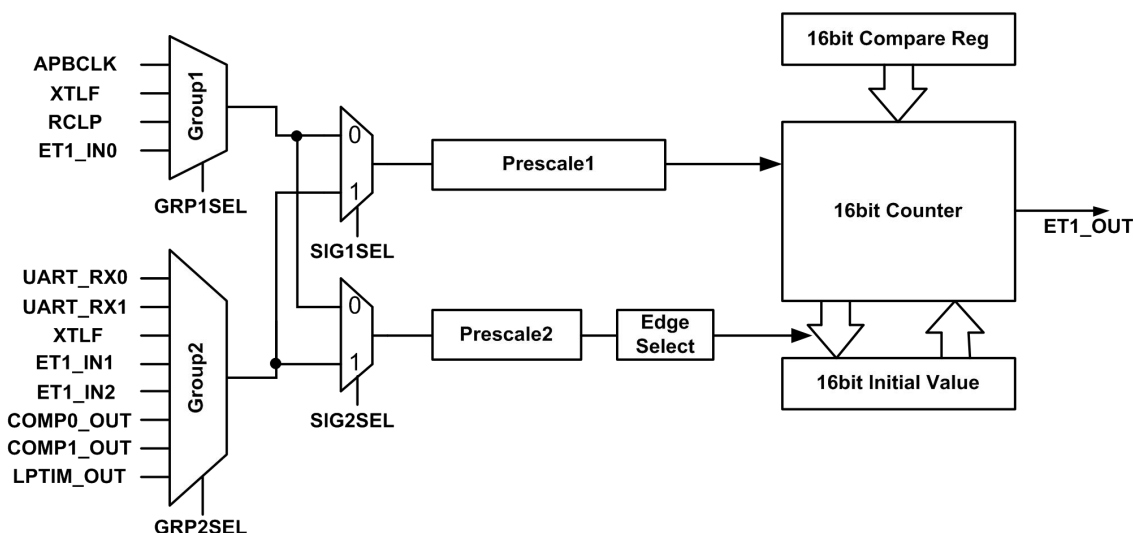 16bit Compare Reg
APBCLK
XTLF
RCLP
ET1_IN0
Group1
GRP1SEL
0
1
SIG1SEL
Prescale1
16bit Counter
ET1_OUT
UART_RX0
UART_RX1
XTLF
ET1_IN1
ET1_IN2
COMP0_OUT
COMP1_OUT
LPTIM_OUT
Group2
GRP2SEL
0
1
SIG2SEL
Prescale2
Edge
Select
16bit Initial Value